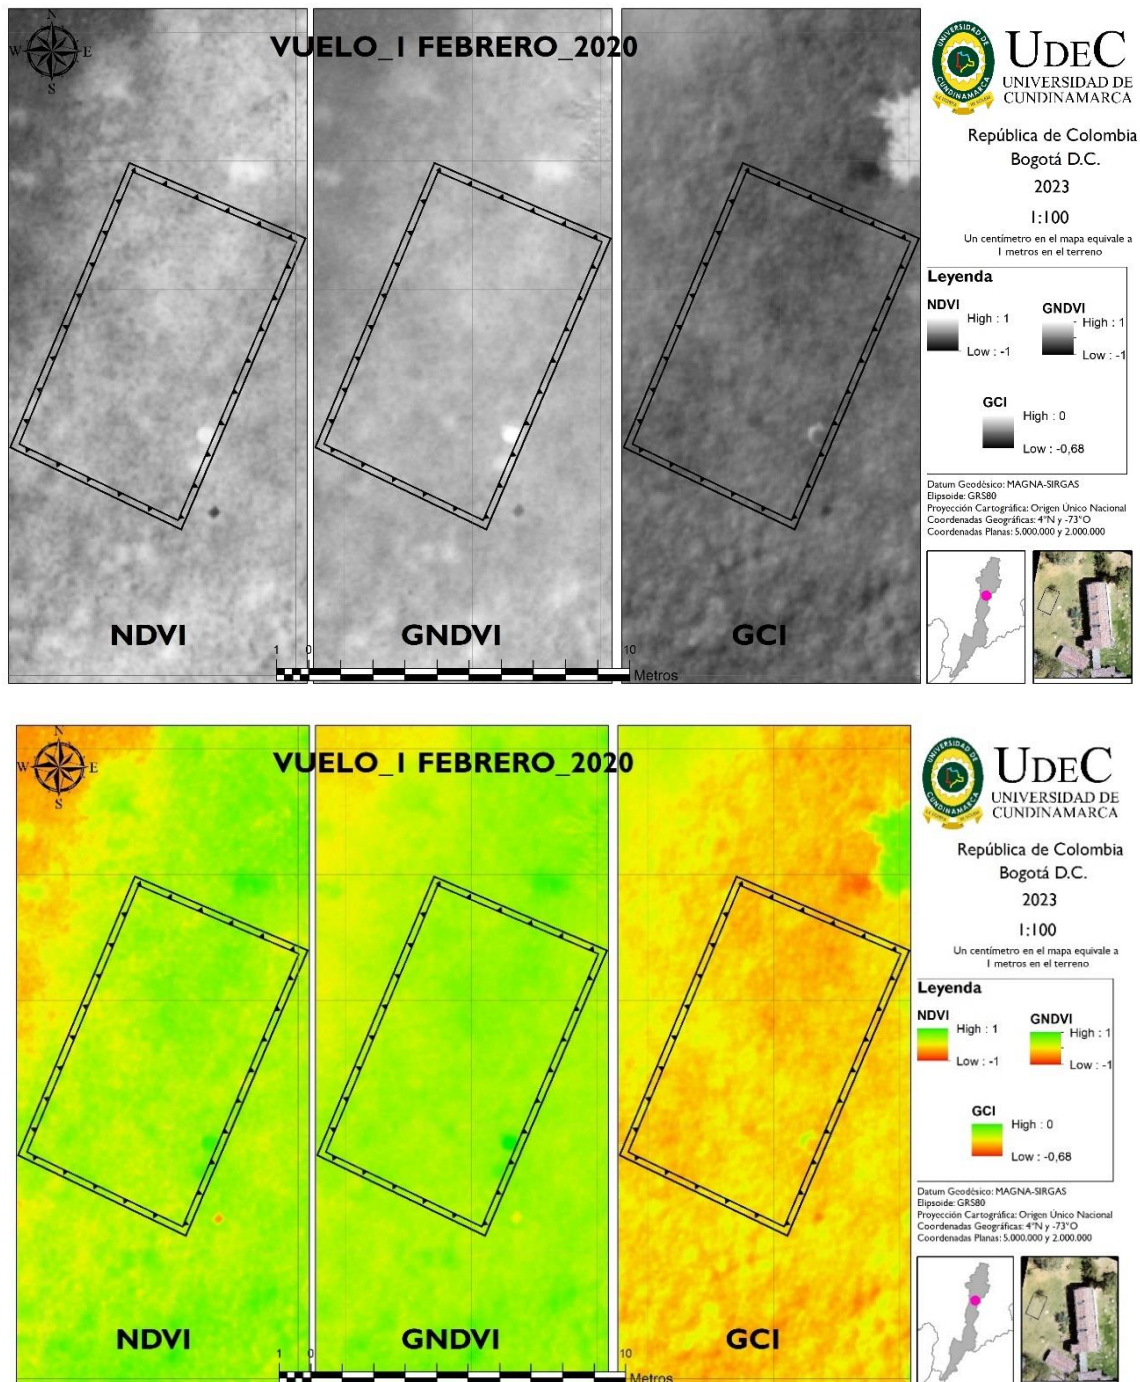 VUELO_1 FEBRERO_2020
N
W E
S
NDVI
GNDVI
GCI
1 0 10
Metros
UNIVERSIDAD DE
CUNDINAMARCA
UDEC
UNIVERSIDAD DE
CUNDINAMARCA
República de Colombia
Bogotá D.C.
2023
1:100
Un centímetro en el mapa equivale a
1 metros en el terreno
Leyenda
NDVI
High : 1
Low : -1
GNDVI
High : 1
Low : -1
GCI
High : 0
Low : -0,68
Datum Geodésico: MAGNA-SIRGAS
Elipsoide: GRS80
Proyección Cartográfica: Origen Único Nacional
Coordenadas Geográficas: 4°N y -73°O
Coordenadas Planas: 5.000.000 y 2.000.000
VUELO_1 FEBRERO_2020
N
W E
S
NDVI
GNDVI
GCI
1 0 10
Metros
UNIVERSIDAD DE
CUNDINAMARCA
UDEC
UNIVERSIDAD DE
CUNDINAMARCA
República de Colombia
Bogotá D.C.
2023
1:100
Un centímetro en el mapa equivale a
1 metros en el terreno
Leyenda
NDVI
High : 1
Low : -1
GNDVI
High : 1
Low : -1
GCI
High : 0
Low : -0,68
Datum Geodésico: MAGNA-SIRGAS
Elipsoide: GRS80
Proyección Cartográfica: Origen Único Nacional
Coordenadas Geográficas: 4°N y -73°O
Coordenadas Planas: 5.000.000 y 2.000.000